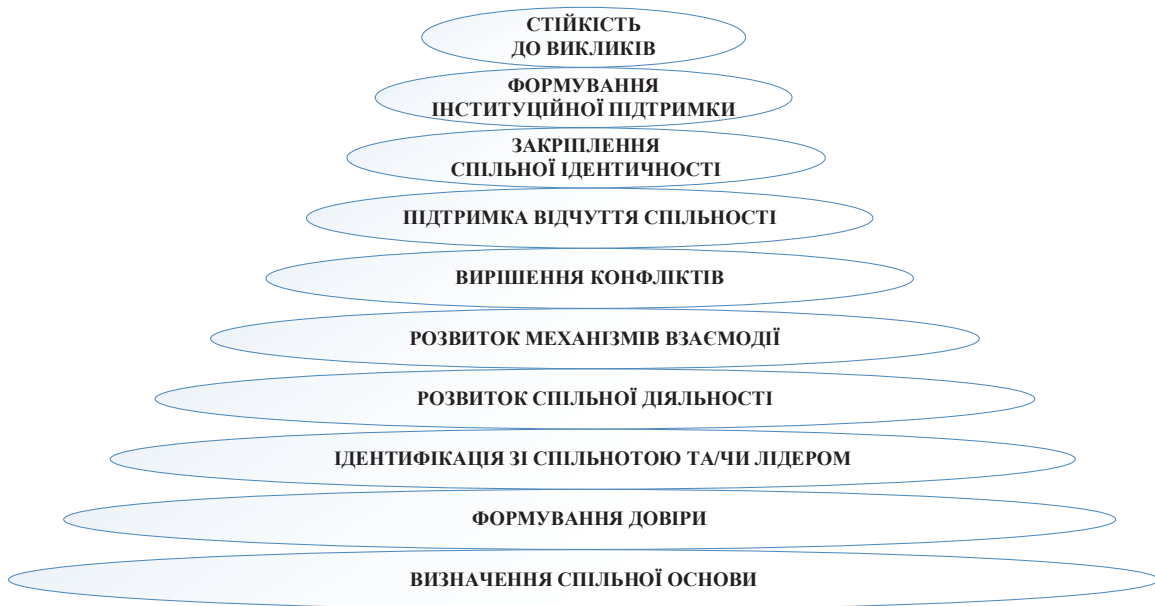 СТІЙКІСТЬ
ДО ВИКЛИКІВ
ФОРМУВАННЯ
ІНСТИТУЦІЙНОЇ ПІДТРИМКИ
ЗАКРІПЛЕННЯ
СПІЛЬНОЇ ІДЕНТИЧНОСТІ
ПІДТРИМКА ВІДЧУТТЯ СПІЛЬНОСТІ
ВИРІШЕННЯ КОНФЛІКТІВ
РОЗВИТОК МЕХАНІЗМІВ ВЗАЄМОДІЇ
РОЗВИТОК СПІЛЬНОЇ ДІЯЛЬНОСТІ
ІДЕНТИФІКАЦІЯ ЗІ СПІЛЬНОТОЮ ТА/ЧИ ЛІДЕРОМ
ФОРМУВАННЯ ДОВІРИ
ВИЗНАЧЕННЯ СПІЛЬНОЇ ОСНОВИ